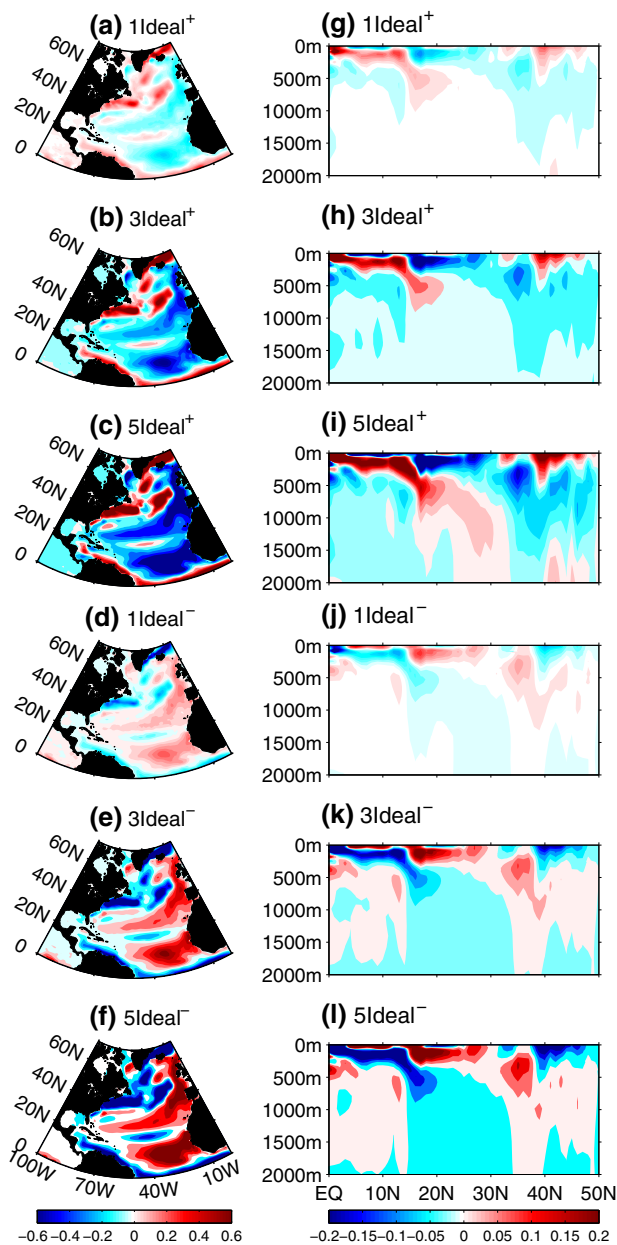 (a) 1Ideal+
60N
40N
20N
0
(b) 3Ideal+
60N
40N
20N
0
(c) 5Ideal+
60N
40N
20N
0
(d) 1Ideal−
60N
40N
20N
0
(e) 3Ideal−
60N
40N
20N
0
(f) 5Ideal−
60N
40N
20N
0
100W 70W 40W 10W
−0.6−0.4−0.2 0 0.2 0.4 0.6
(g) 1Ideal+
0m
500m
1000m
1500m
2000m
(h) 3Ideal+
0m
500m
1000m
1500m
2000m
(i) 5Ideal+
0m
500m
1000m
1500m
2000m
(j) 1Ideal−
0m
500m
1000m
1500m
2000m
(k) 3Ideal−
0m
500m
1000m
1500m
2000m
(l) 5Ideal−
0m
500m
1000m
1500m
2000m
EQ 10N 20N 30N 40N 50N
−0.2−0.15−0.1−0.05 0 0.05 0.1 0.15 0.2